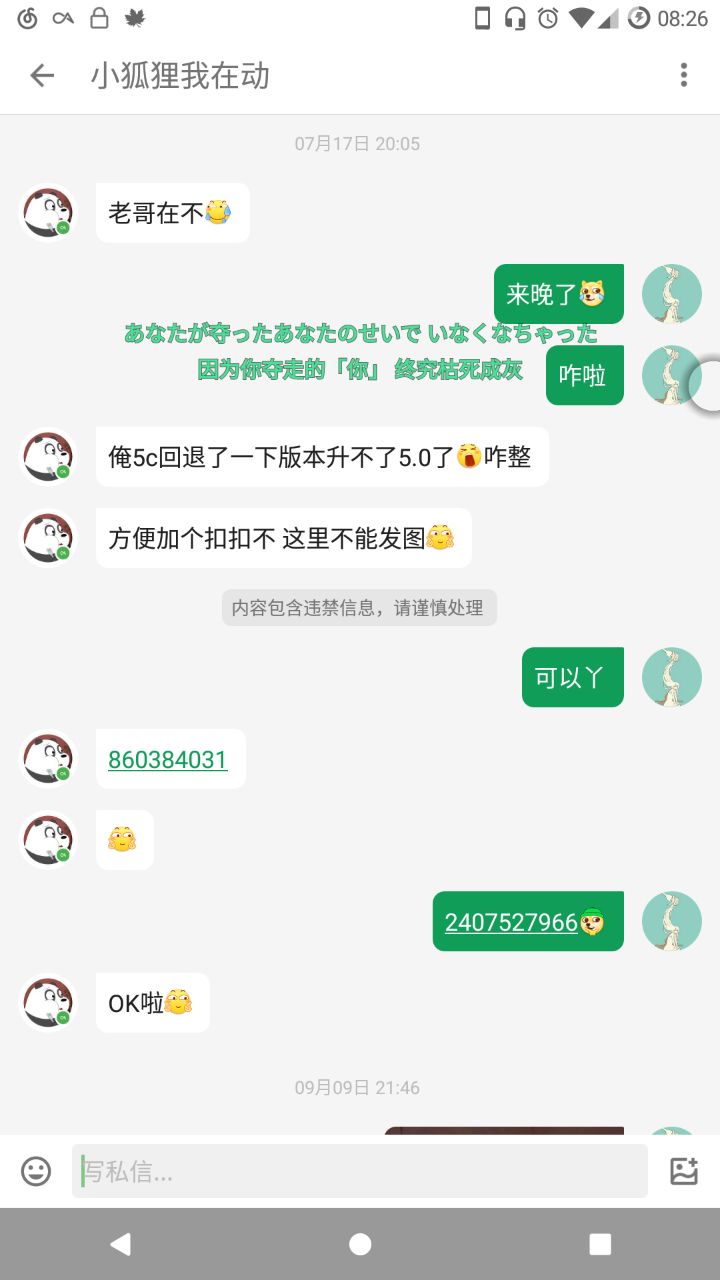 08:26
小狐狸我在动
07月17日 20:05
老哥在不
来晚了
あなたが夺ったあなたのせいで いなくなちゃった
因为你夺走的「你」 终究枯死成灰
咋啦
俺5c回退了一下版本升不了5.0了咋整
方便加个扣扣不 这里不能发图
内容包含违禁信息，请谨慎处理
可以丫
860384031
2407527966
OK啦
09月09日 21:46
写私信...